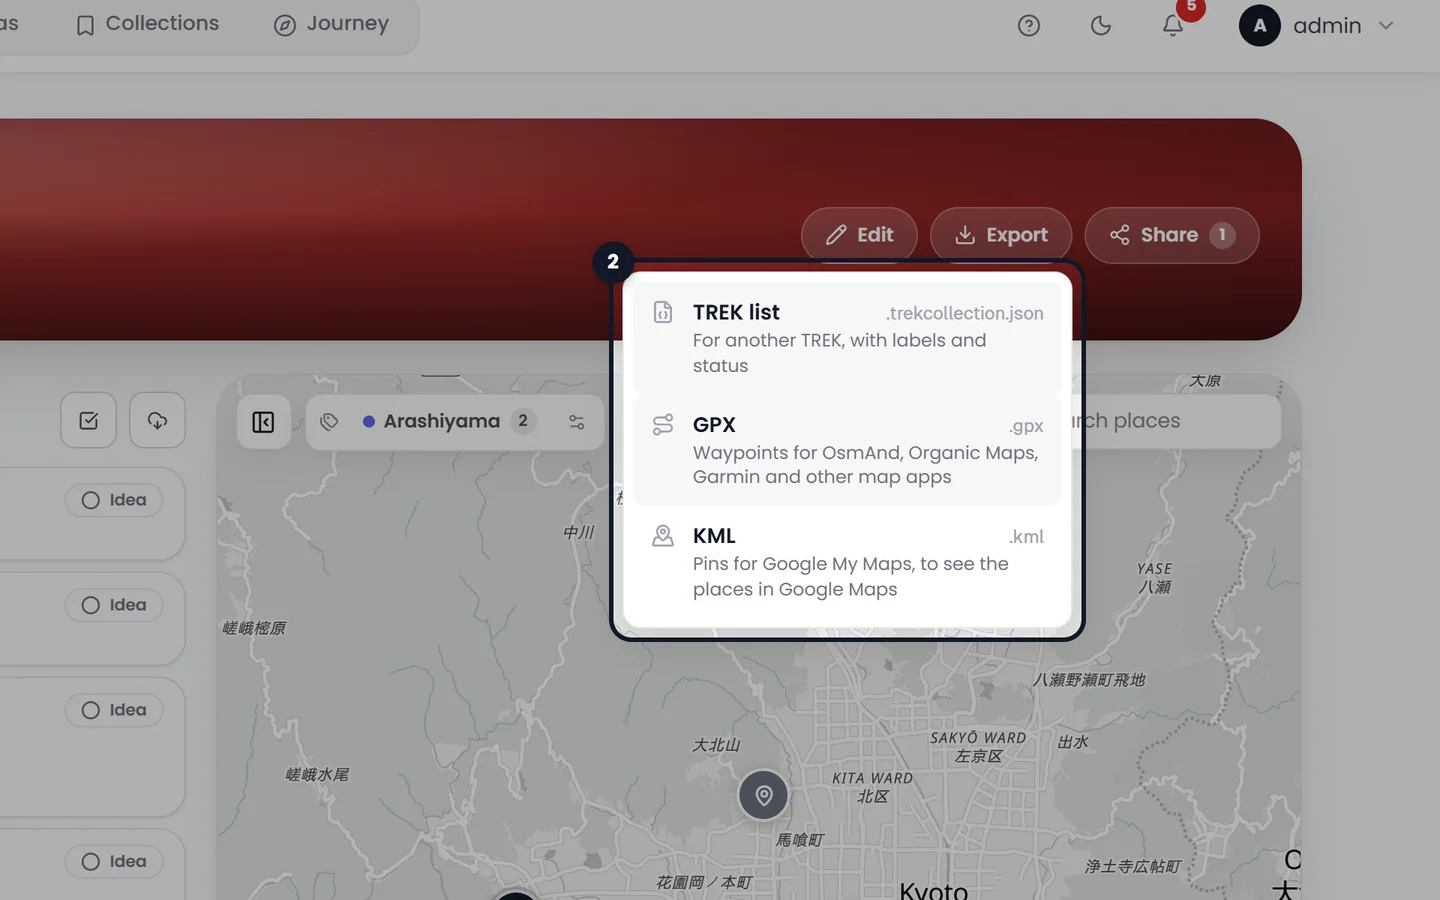 as
Collections
Journey
5
A
admin
Edit
Export
Share 1
2
TREK list .trekcollection.json
For another TREK, with labels and
status
GPX .gpx
Waypoints for OsmAnd, Organic Maps,
Garmin and other map apps
KML .kml
Pins for Google My Maps, to see the
places in Google Maps
Arashiyama 2
rch places
大原
Idea
中川
YASE
八瀬
Idea
嵯峨樒原
八瀬野瀬町飛地
Idea
大北山
SAKYŌ WARD
左京区
出水
嵯峨水尾
KITA WARD
北区
馬喰町
Idea
浄土寺広帖町
花園岡ノ本町
Kyoto